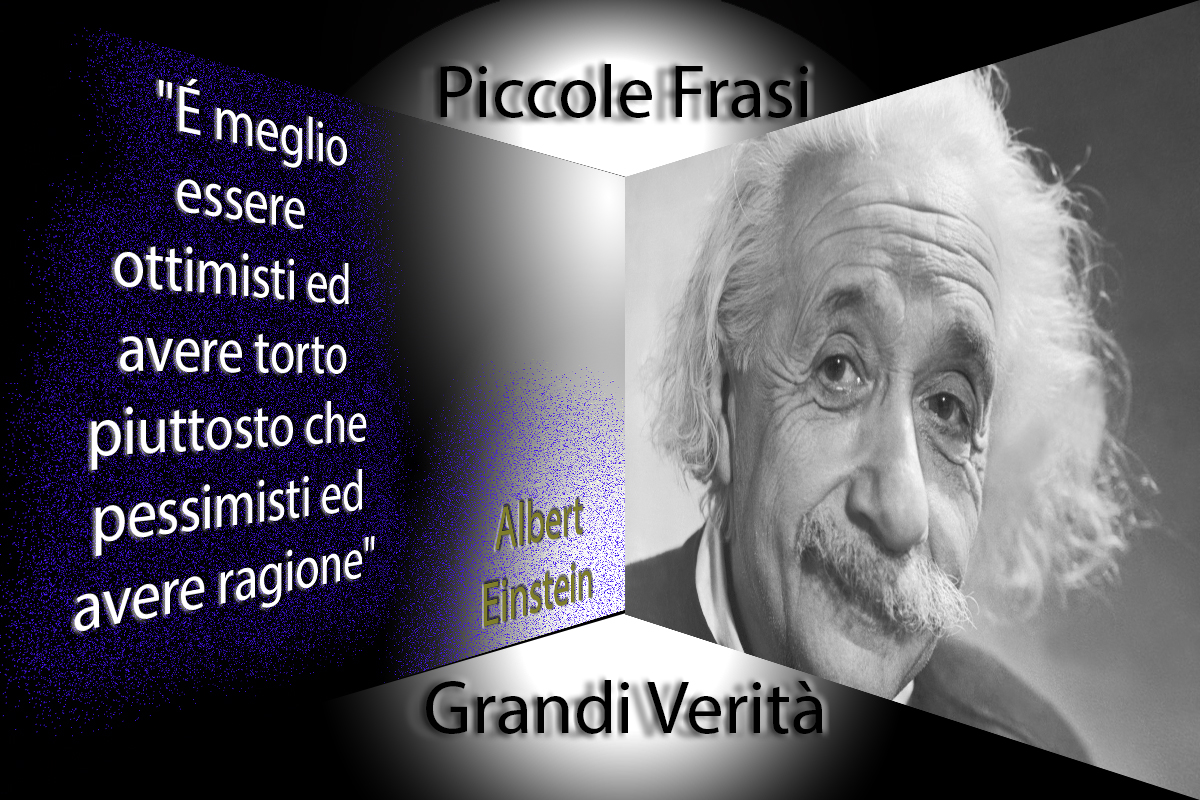 Piccole Frasi
"É meglio
essere
ottimisti ed
avere torto
piuttosto che
pessimisti ed
avere ragione"
Albert
Einstein
Grandi Verità